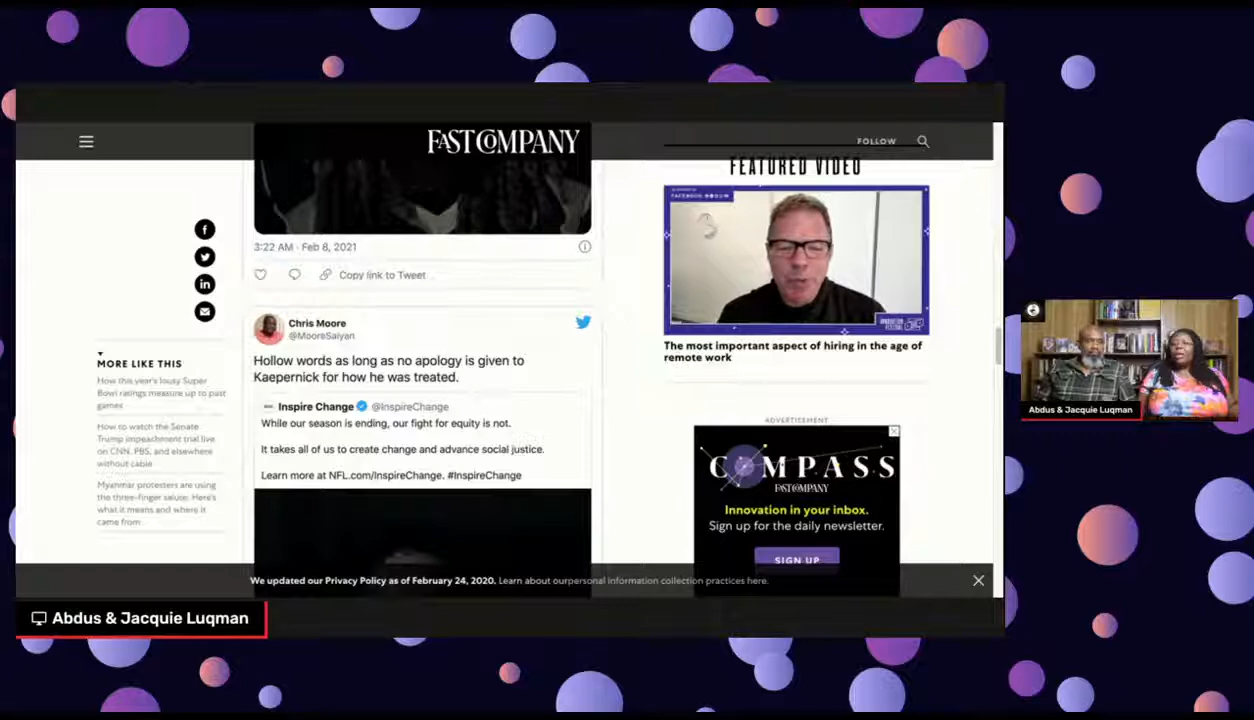 FAST COMPANY
FOLLOW
3:22 AM · Feb 8, 2021
Copy link to Tweet
Chris Moore
@MooreSaiyan
Hollow words as long as no apology is given to
Kaepernick for how he was treated.
Inspire Change @InspireChange
While our season is ending, our fight for equity is not.
It takes all of us to create change and advance social justice.
Learn more at NFL.com/InspireChange. #InspireChange
MORE LIKE THIS
How this year's lousy Super
Bowl ratings measure up to past
games
How to watch the Senate
Trump impeachment trial live
on CNN, PBS, and elsewhere
without cable
Myanmar protesters are using
the three-finger salute: Here's
what it means and where it
came from
FEATURED VIDEO
The most important aspect of hiring in the age of
remote work
ADVERTISEMENT
COMPASS
FAST COMPANY
Innovation in your inbox.
Sign up for the daily newsletter.
SIGN UP
We updated our Privacy Policy as of February 24, 2020. Learn about ourpersonal information collection practices here.
Abdus & Jacquie Luqman
Abdus & Jacquie Luqman